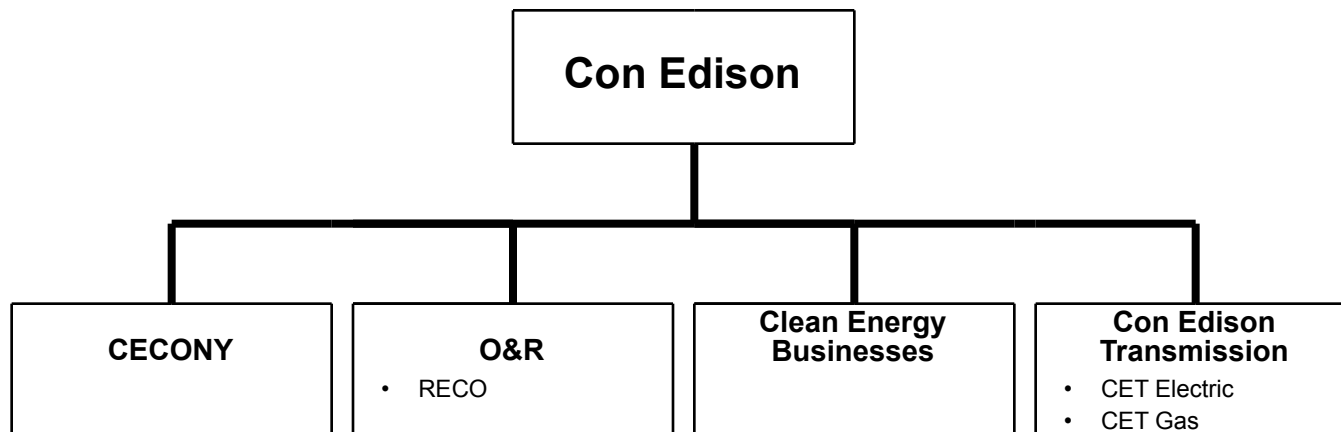 Con Edison
CECONY
O&R
• RECO
Clean Energy
Businesses
Con Edison
Transmission
• CET Electric
• CET Gas